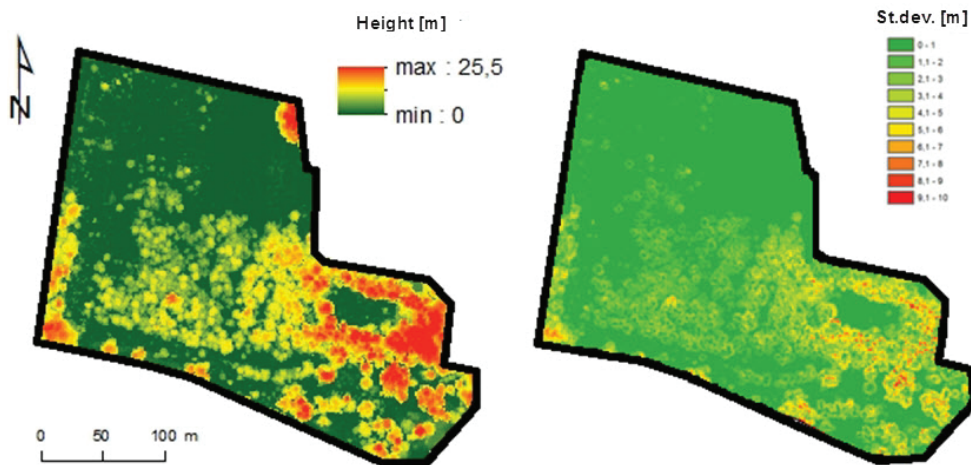 Height [m]
max : 25,5
min : 0
N
0 50 100 m
St.dev. [m]
0 - 1
1,1 - 2
2,1 - 3
3,1 - 4
4,1 - 5
5,1 - 6
6,1 - 7
7,1 - 8
8,1 - 9
9,1 - 10